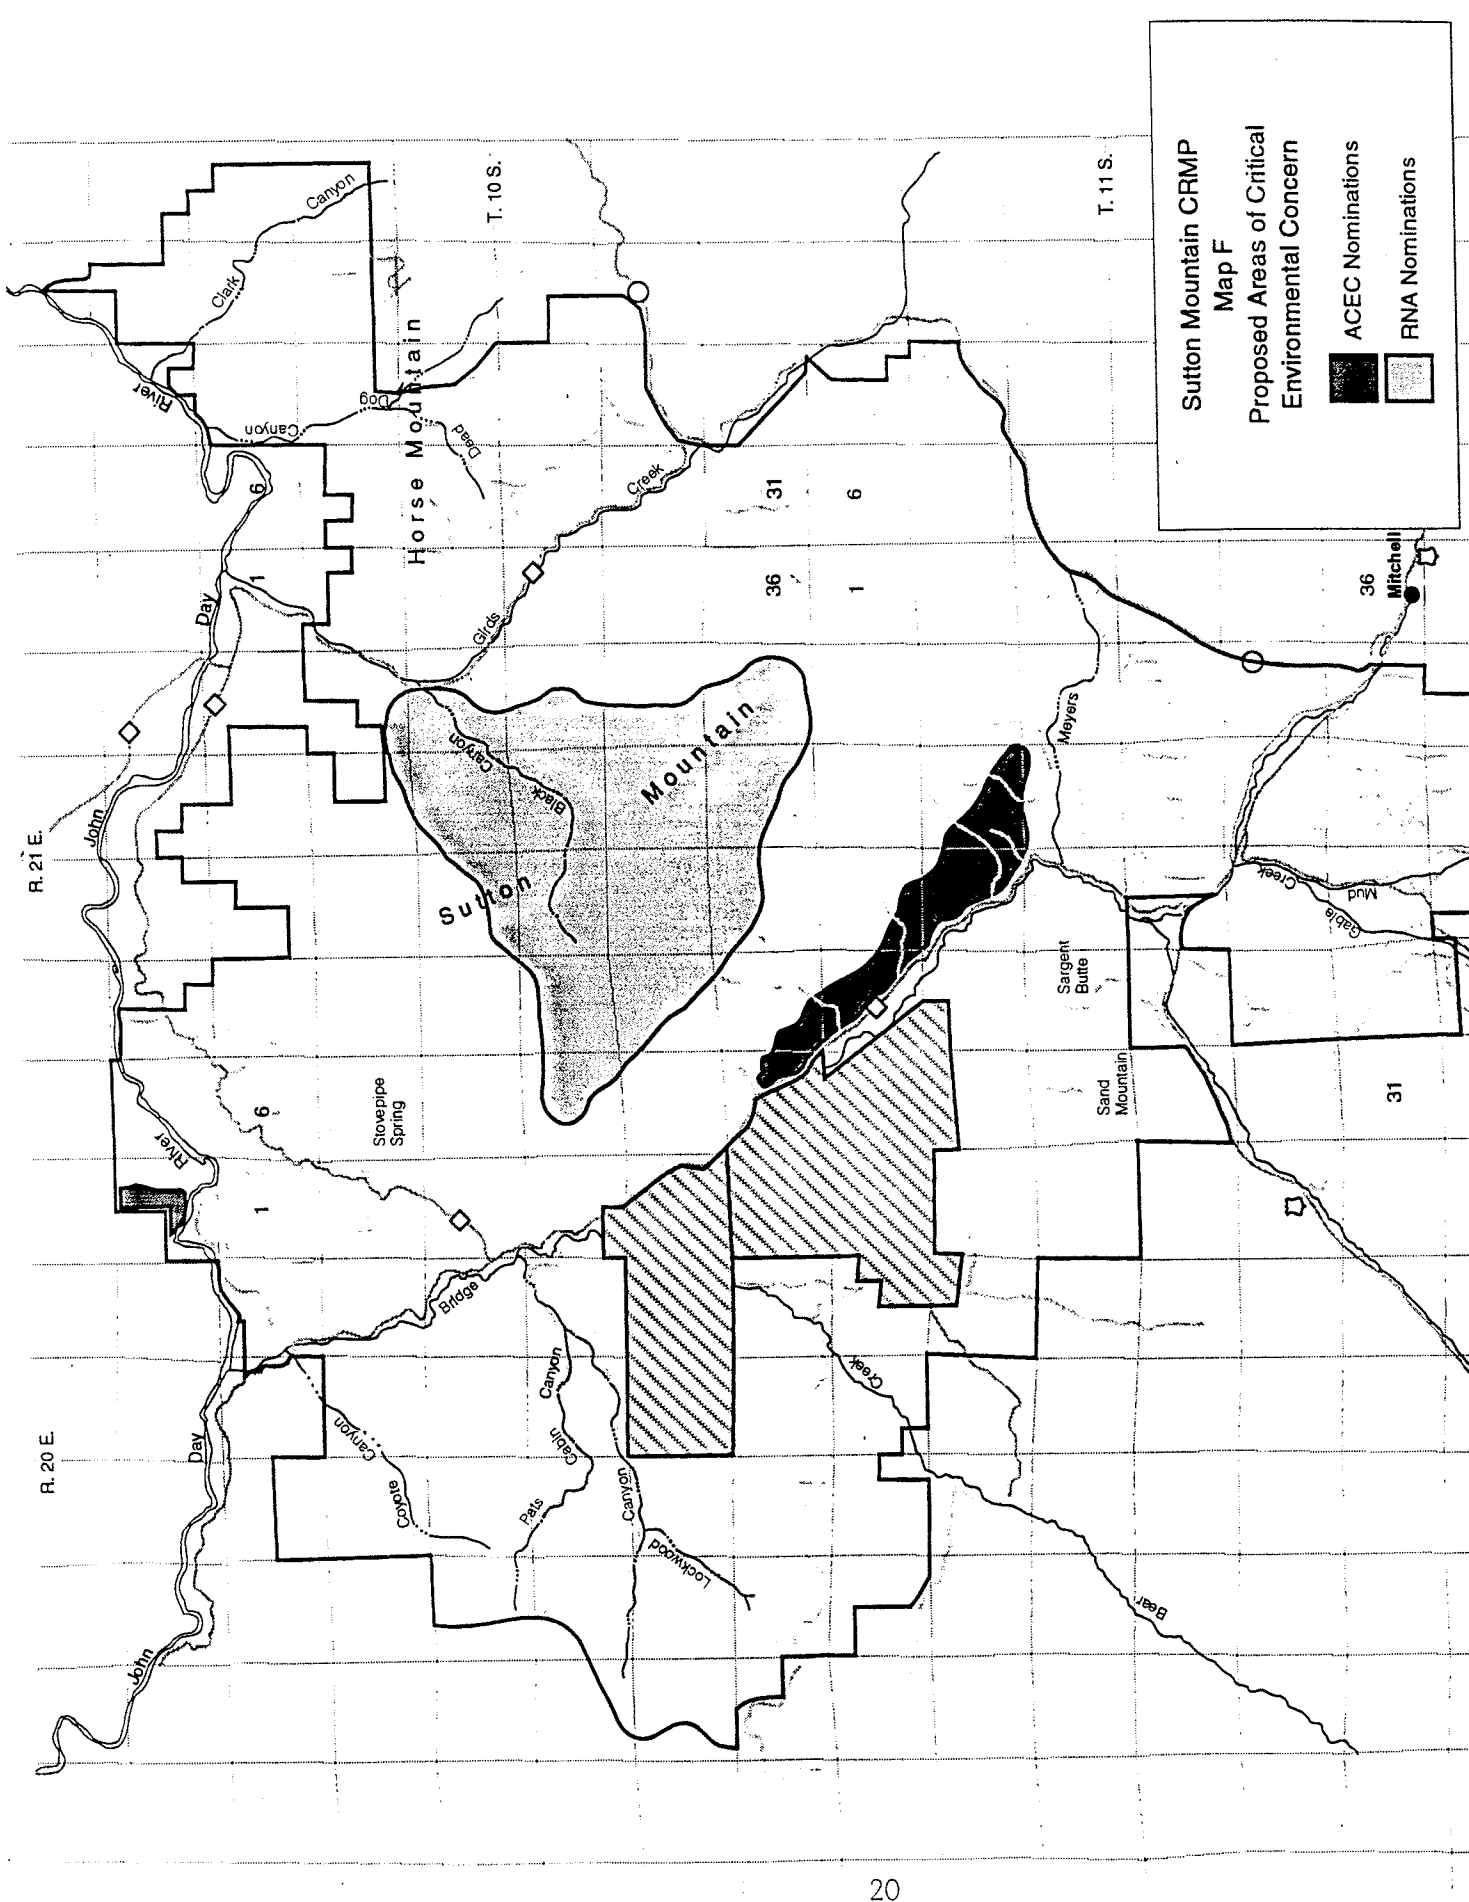 Sutton Mountain CRMP
Map F
Proposed Areas of Critical
Environmental Concern
ACEC Nominations
RNA Nominations
R. 20 E.
R. 21 E.
T. 10 S.
T. 11 S.
John
Day
River
John
Day
River
Clark
Canyon
Canyon
Dog
Dead
Horse Mountain
Girds
Creek
6
1
6
1
31
6
36
1
36
31
Mitchell
Sutton
Mountain
Black
Canyon
Stovepipe
Spring
Meyers
Sargent
Butte
Sand
Mountain
Creek
Gable
Mud
Bridge
Creek
Bear
Coyote
Canyon
Pats
Cabin
Canyon
Canyon
Lockwood
20